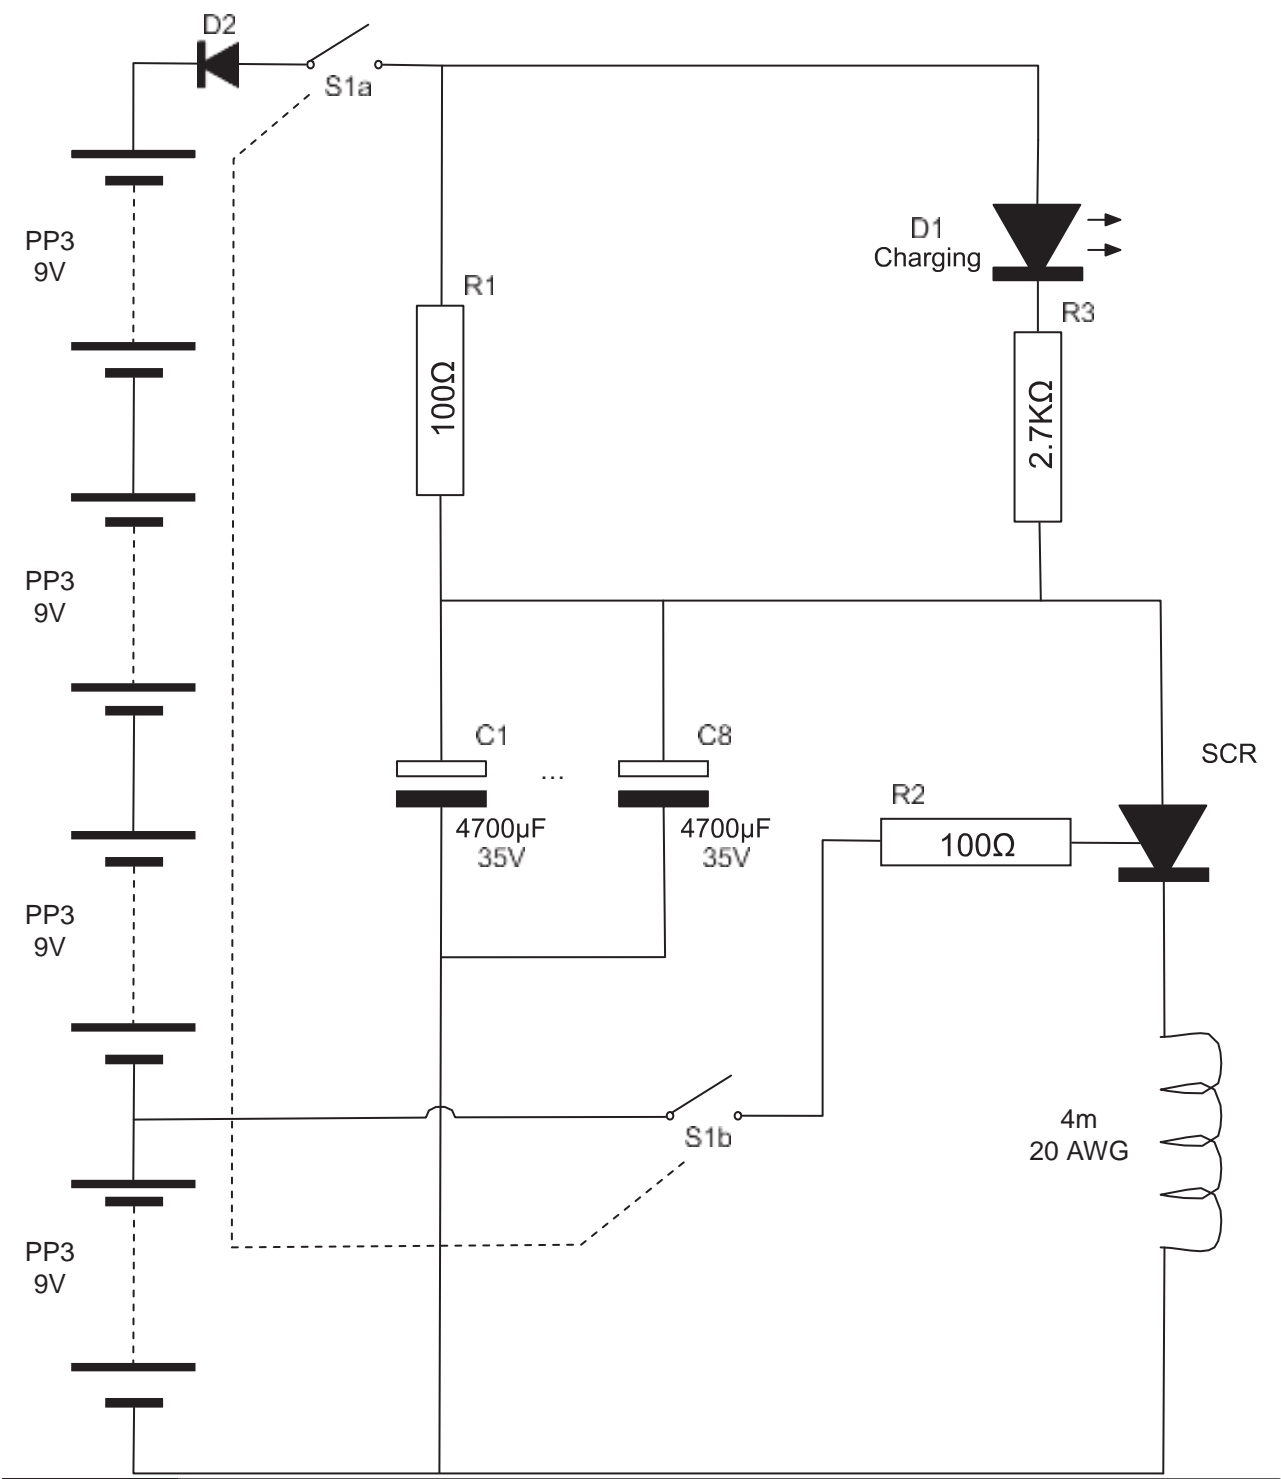 D2
S1a
PP3
9V
D1
Charging
R1
R3
100Ω
2.7KΩ
PP3
9V
C1
...
C8
SCR
R2
4700µF
35V
4700µF
35V
100Ω
PP3
9V
S1b
4m
20 AWG
PP3
9V